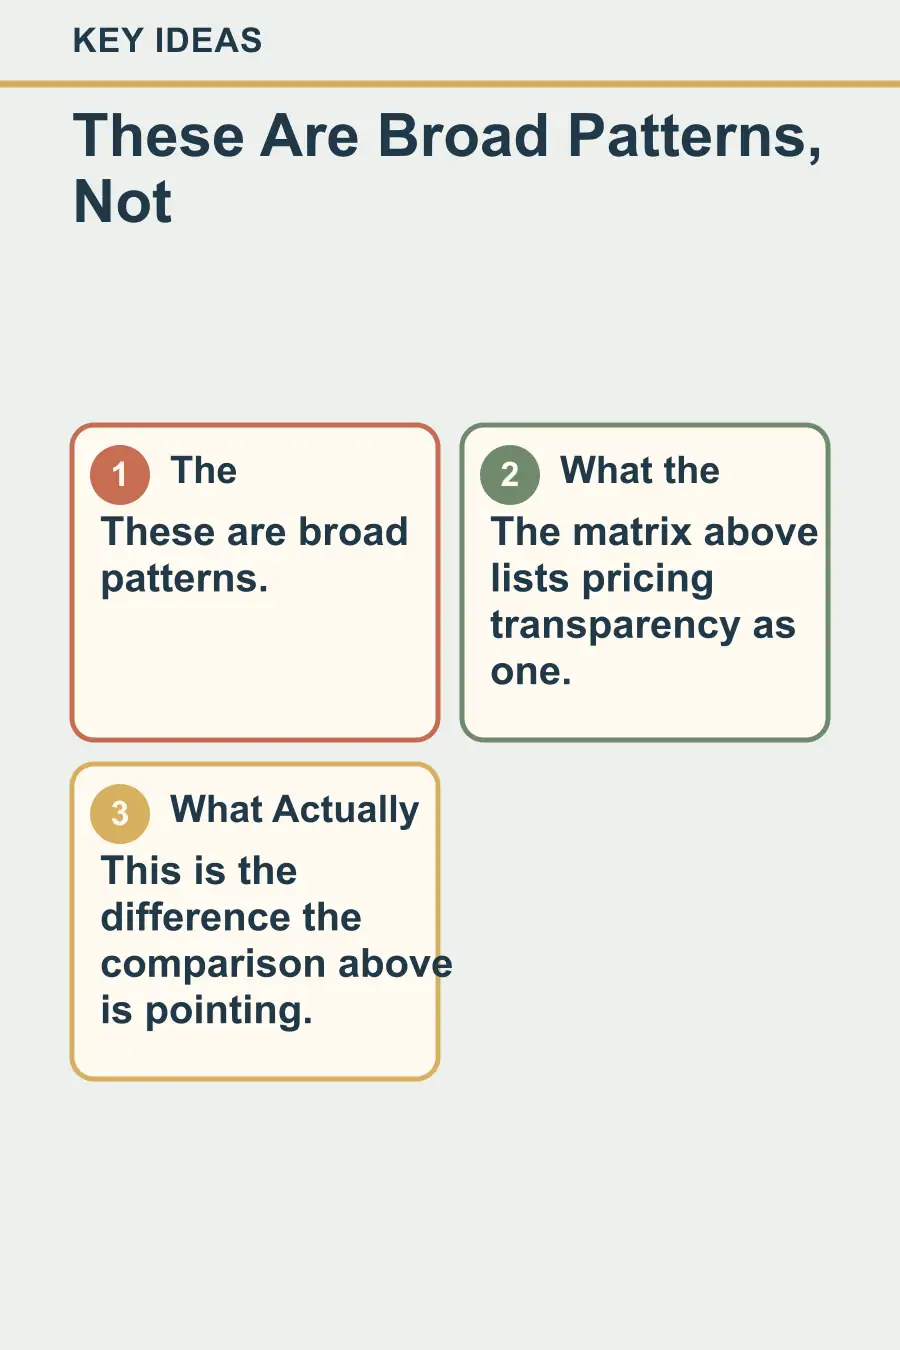 KEY IDEAS
These Are Broad Patterns,
Not
1 The
These are broad
patterns.
2 What the
The matrix above
lists pricing
transparency as
one.
3 What Actually
This is the
difference the
comparison above
is pointing.